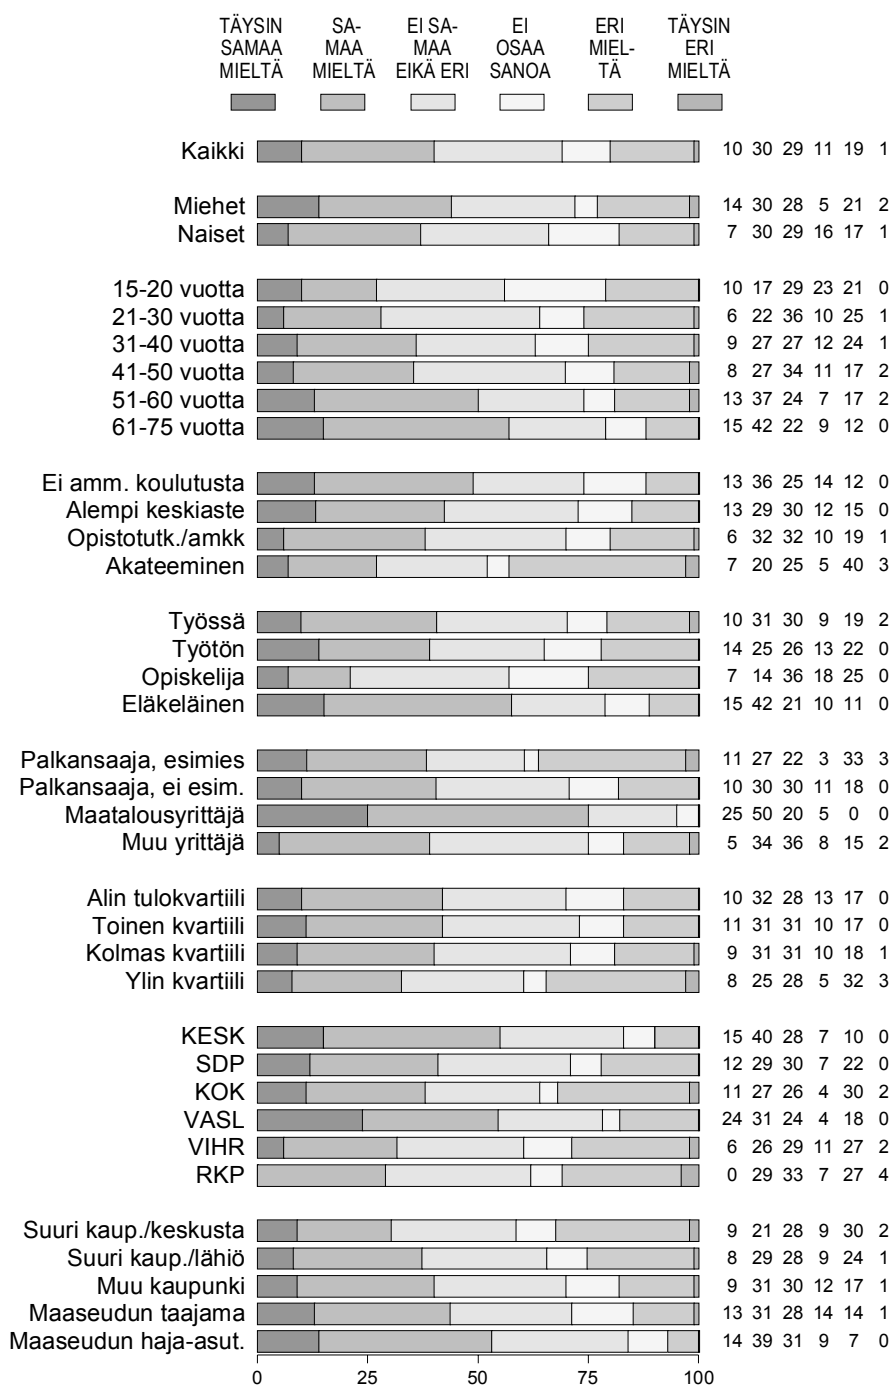 TÄYSIN SA- EI SA- EI ERI TÄYSIN
SAMAA MAA MAA OSAA MIEL- ERI
MIELTÄ MIELTÄ EIKÄ ERI SANOA TÄ MIELTÄ
Kaikki 10 30 29 11 19 1
Miehet 14 30 28 5 21 2
Naiset 7 30 29 16 17 1
15-20 vuotta 10 17 29 23 21 0
21-30 vuotta 6 22 36 10 25 1
31-40 vuotta 9 27 27 12 24 1
41-50 vuotta 8 27 34 11 17 2
51-60 vuotta 13 37 24 7 17 2
61-75 vuotta 15 42 22 9 12 0
Ei amm. koulutusta 13 36 25 14 12 0
Alempi keskiaste 13 29 30 12 15 0
Opistotutk./amkk 6 32 32 10 19 1
Akateeminen 7 20 25 5 40 3
Työssä 10 31 30 9 19 2
Työtön 14 25 26 13 22 0
Opiskelija 7 14 36 18 25 0
Eläkeläinen 15 42 21 10 11 0
Palkansaaja, esimies 11 27 22 3 33 3
Palkansaaja, ei esim. 10 30 30 11 18 0
Maatalousyrittäjä 25 50 20 5 0 0
Muu yrittäjä 5 34 36 8 15 2
Alin tulokvartiili 10 32 28 13 17 0
Toinen kvartiili 11 31 31 10 17 0
Kolmas kvartiili 9 31 31 10 18 1
Ylin kvartiili 8 25 28 5 32 3
KESK 15 40 28 7 10 0
SDP 12 29 30 7 22 0
KOK 11 27 26 4 30 2
VASL 24 31 24 4 18 0
VIHR 6 26 29 11 27 2
RKP 0 29 33 7 27 4
Suuri kaup./keskusta 9 21 28 9 30 2
Suuri kaup./lähiö 8 29 28 9 24 1
Muu kaupunki 9 31 30 12 17 1
Maaseudun taajama 13 31 28 14 14 1
Maaseudun haja-asut. 14 39 31 9 7 0
0 25 50 75 100